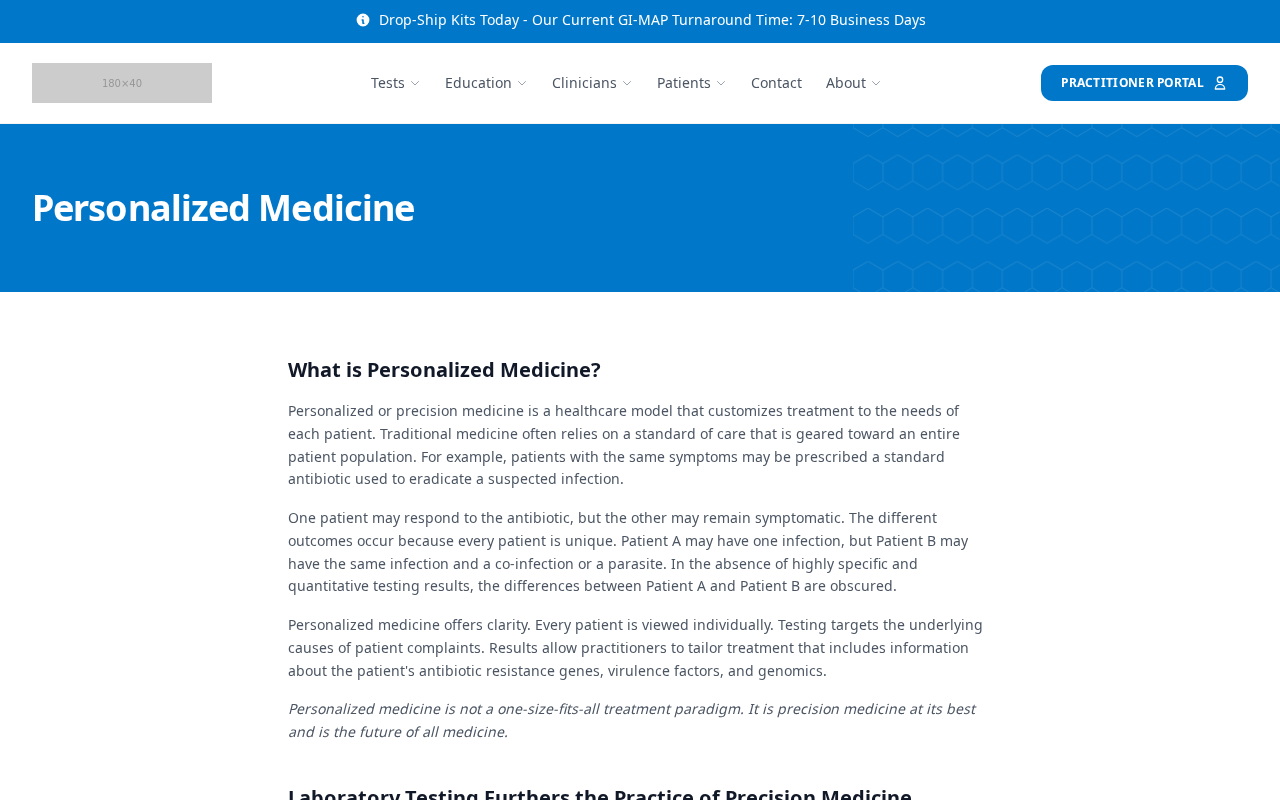 Drop-Ship Kits Today - Our Current GI-MAP Turnaround Time: 7-10 Business Days
180×40
Tests
Education
Clinicians
Patients
Contact
About
PRACTITIONER PORTAL
Personalized Medicine
What is Personalized Medicine?
Personalized or precision medicine is a healthcare model that customizes treatment to the needs of
each patient. Traditional medicine often relies on a standard of care that is geared toward an entire
patient population. For example, patients with the same symptoms may be prescribed a standard
antibiotic used to eradicate a suspected infection.
One patient may respond to the antibiotic, but the other may remain symptomatic. The different
outcomes occur because every patient is unique. Patient A may have one infection, but Patient B may
have the same infection and a co-infection or a parasite. In the absence of highly specific and
quantitative testing results, the differences between Patient A and Patient B are obscured.
Personalized medicine offers clarity. Every patient is viewed individually. Testing targets the underlying
causes of patient complaints. Results allow practitioners to tailor treatment that includes information
about the patient's antibiotic resistance genes, virulence factors, and genomics.
Personalized medicine is not a one-size-fits-all treatment paradigm. It is precision medicine at its best
and is the future of all medicine.
Laboratory Testing Furthers the Practice of Precision Medicine